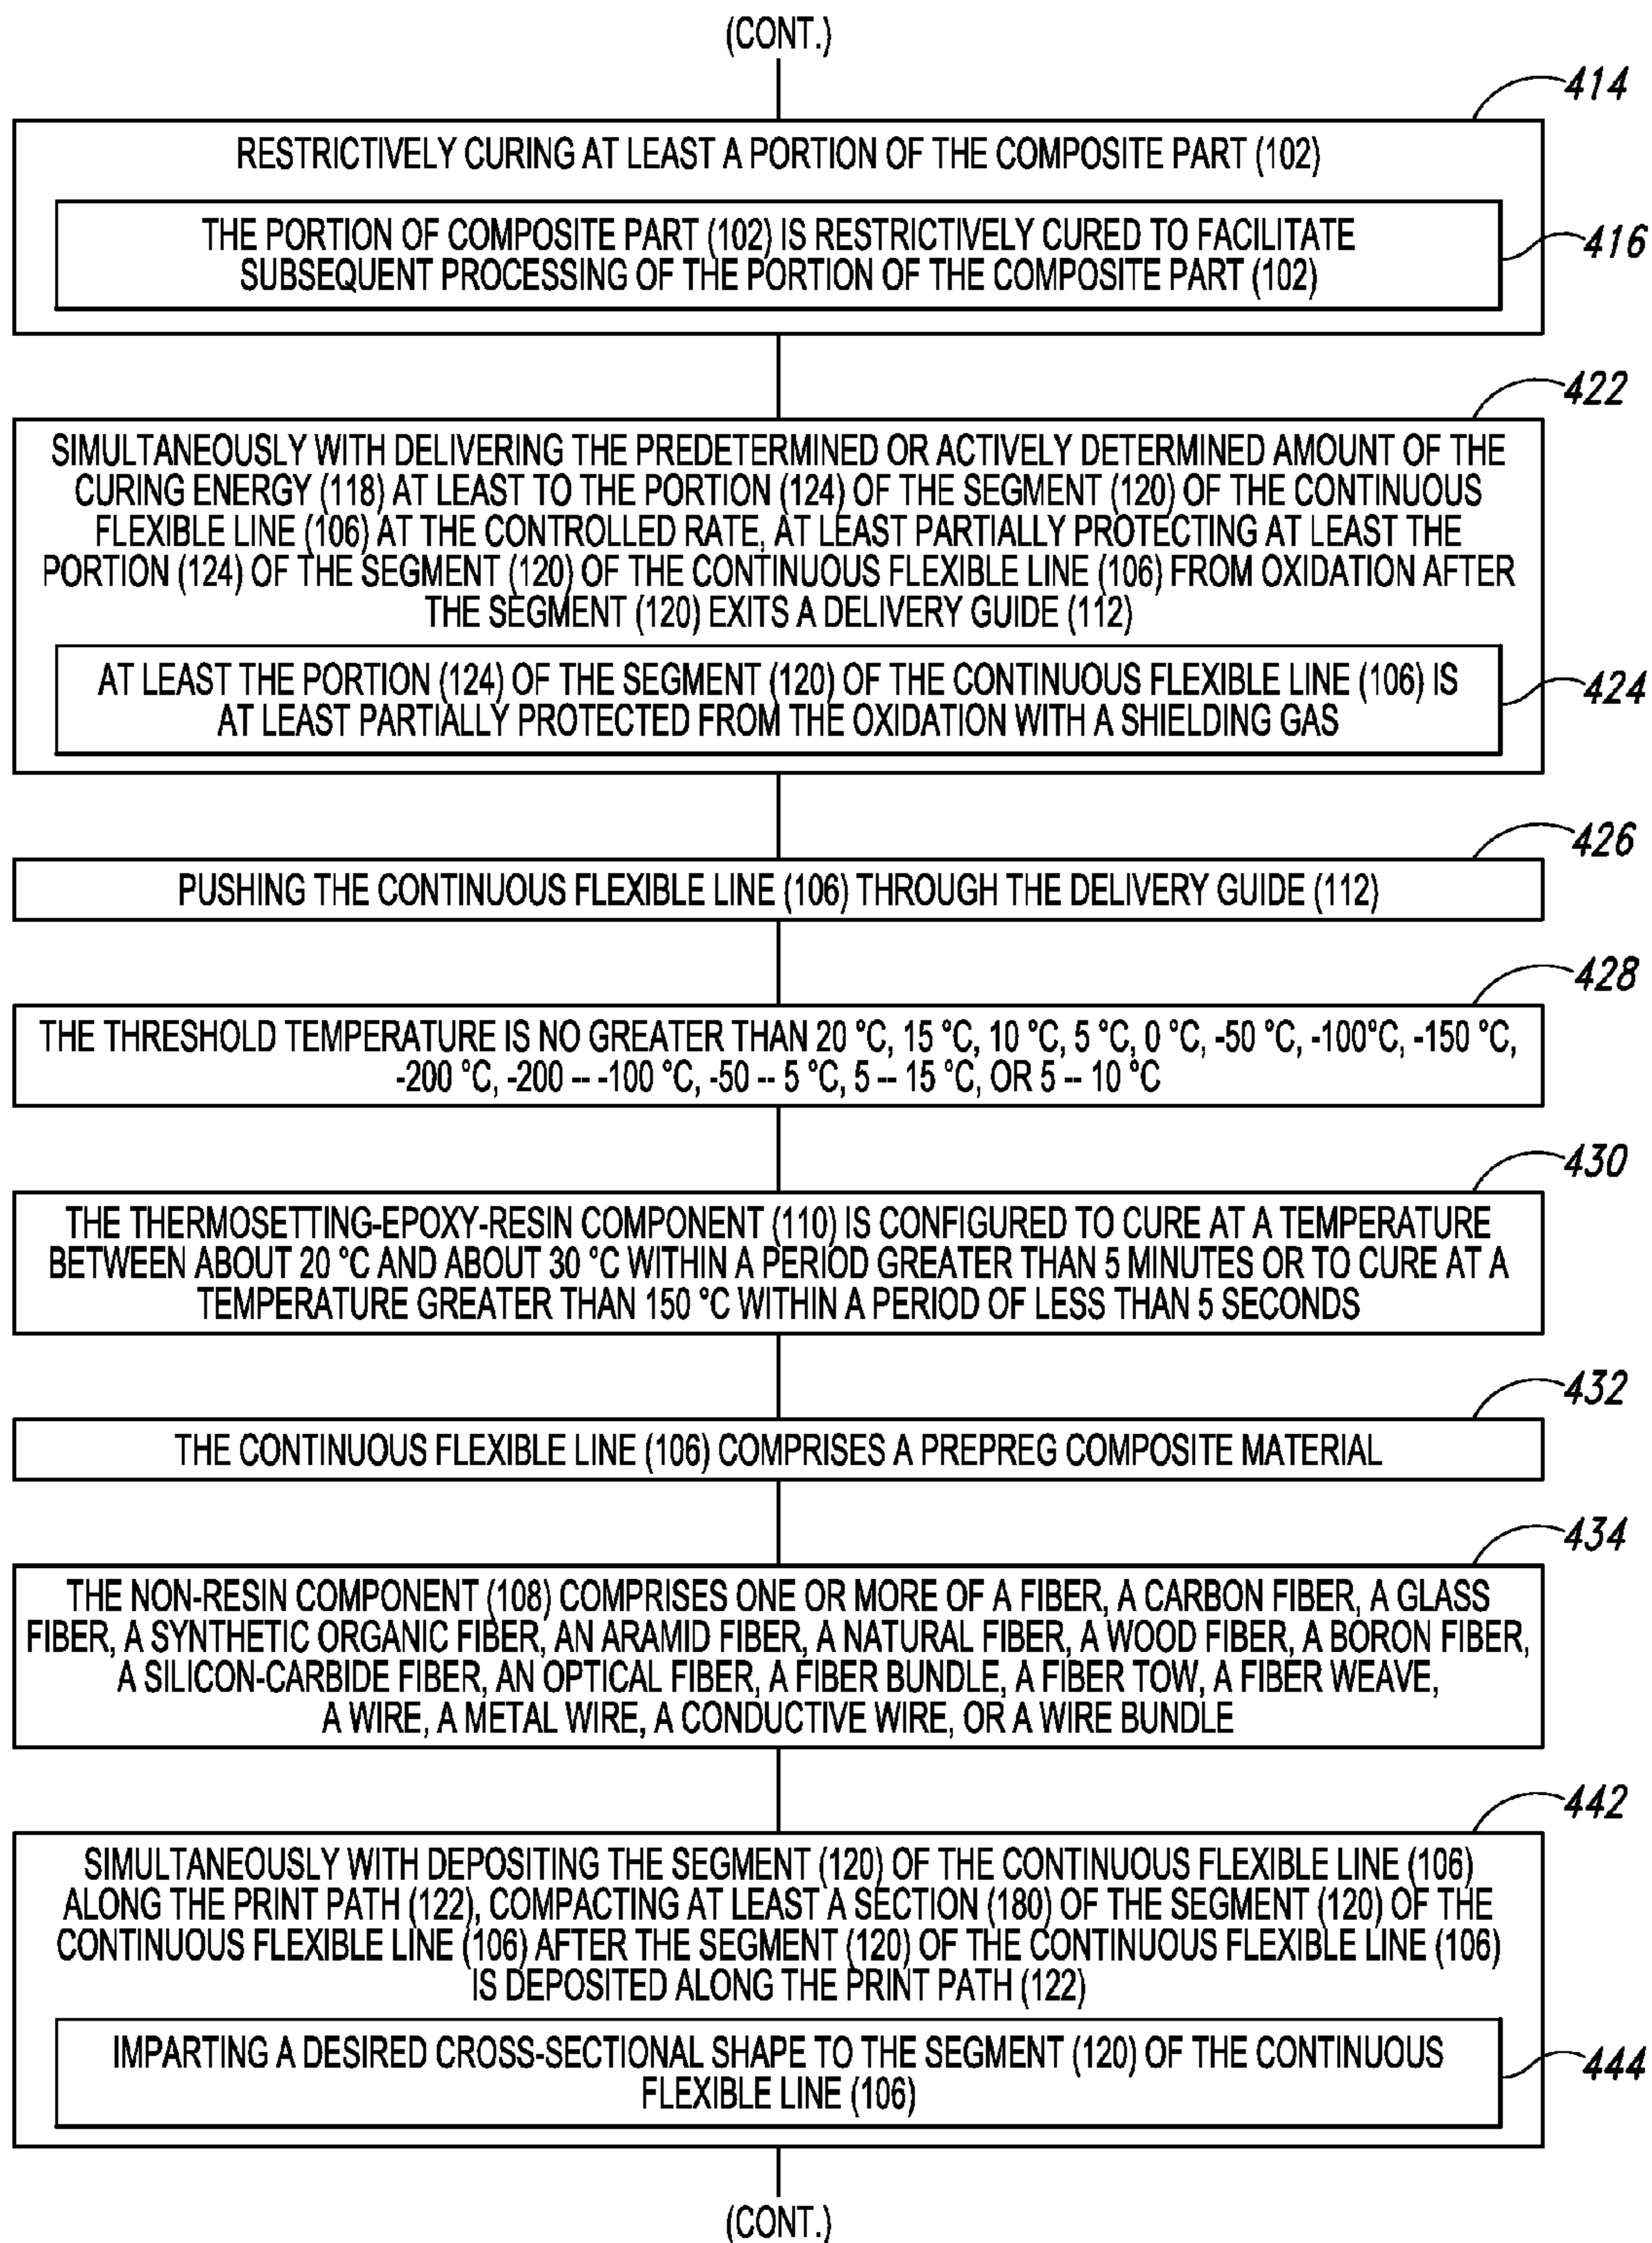 (CONT.)
414
RESTRICTIVELY CURING AT LEAST A PORTION OF THE COMPOSITE PART (102)
THE PORTION OF COMPOSITE PART (102) IS RESTRICTIVELY CURED TO FACILITATE
SUBSEQUENT PROCESSING OF THE PORTION OF THE COMPOSITE PART (102)
416
422
SIMULTANEOUSLY WITH DELIVERING THE PREDETERMINED OR ACTIVELY DETERMINED AMOUNT OF THE
CURING ENERGY (118) AT LEAST TO THE PORTION (124) OF THE SEGMENT (120) OF THE CONTINUOUS
FLEXIBLE LINE (106) AT THE CONTROLLED RATE, AT LEAST PARTIALLY PROTECTING AT LEAST THE
PORTION (124) OF THE SEGMENT (120) OF THE CONTINUOUS FLEXIBLE LINE (106) FROM OXIDATION AFTER
THE SEGMENT (120) EXITS A DELIVERY GUIDE (112)
AT LEAST THE PORTION (124) OF THE SEGMENT (120) OF THE CONTINUOUS FLEXIBLE LINE (106) IS
AT LEAST PARTIALLY PROTECTED FROM THE OXIDATION WITH A SHIELDING GAS
424
426
PUSHING THE CONTINUOUS FLEXIBLE LINE (106) THROUGH THE DELIVERY GUIDE (112)
428
THE THRESHOLD TEMPERATURE IS NO GREATER THAN 20 °C, 15 °C, 10 °C, 5 °C, 0 °C, -50 °C, -100°C, -150 °C,
-200 °C, -200 -- -100 °C, -50 -- 5 °C, 5 -- 15 °C, OR 5 -- 10 °C
430
THE THERMOSETTING-EPOXY-RESIN COMPONENT (110) IS CONFIGURED TO CURE AT A TEMPERATURE
BETWEEN ABOUT 20 °C AND ABOUT 30 °C WITHIN A PERIOD GREATER THAN 5 MINUTES OR TO CURE AT A
TEMPERATURE GREATER THAN 150 °C WITHIN A PERIOD OF LESS THAN 5 SECONDS
432
THE CONTINUOUS FLEXIBLE LINE (106) COMPRISES A PREPREG COMPOSITE MATERIAL
434
THE NON-RESIN COMPONENT (108) COMPRISES ONE OR MORE OF A FIBER, A CARBON FIBER, A GLASS
FIBER, A SYNTHETIC ORGANIC FIBER, AN ARAMID FIBER, A NATURAL FIBER, A WOOD FIBER, A BORON FIBER,
A SILICON-CARBIDE FIBER, AN OPTICAL FIBER, A FIBER BUNDLE, A FIBER TOW, A FIBER WEAVE,
A WIRE, A METAL WIRE, A CONDUCTIVE WIRE, OR A WIRE BUNDLE
442
SIMULTANEOUSLY WITH DEPOSITING THE SEGMENT (120) OF THE CONTINUOUS FLEXIBLE LINE (106)
ALONG THE PRINT PATH (122), COMPACTING AT LEAST A SECTION (180) OF THE SEGMENT (120) OF THE
CONTINUOUS FLEXIBLE LINE (106) AFTER THE SEGMENT (120) OF THE CONTINUOUS FLEXIBLE LINE (106)
IS DEPOSITED ALONG THE PRINT PATH (122)
IMPARTING A DESIRED CROSS-SECTIONAL SHAPE TO THE SEGMENT (120) OF THE CONTINUOUS
FLEXIBLE LINE (106)
444
(CONT.)